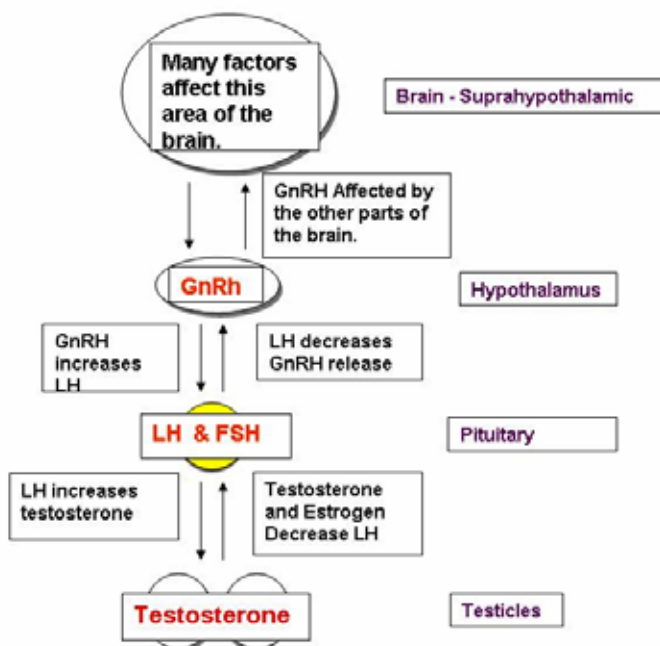 Many factors
affect this
area of the
brain.
Brain - Suprahypothalamic
GnRH Affected by
the other parts of
the brain.
GnRh
Hypothalamus
GnRH
increases
LH
LH decreases
GnRH release
LH & FSH
Pituitary
LH increases
testosterone
Testosterone
and Estrogen
Decrease LH
Testosterone
Testicles